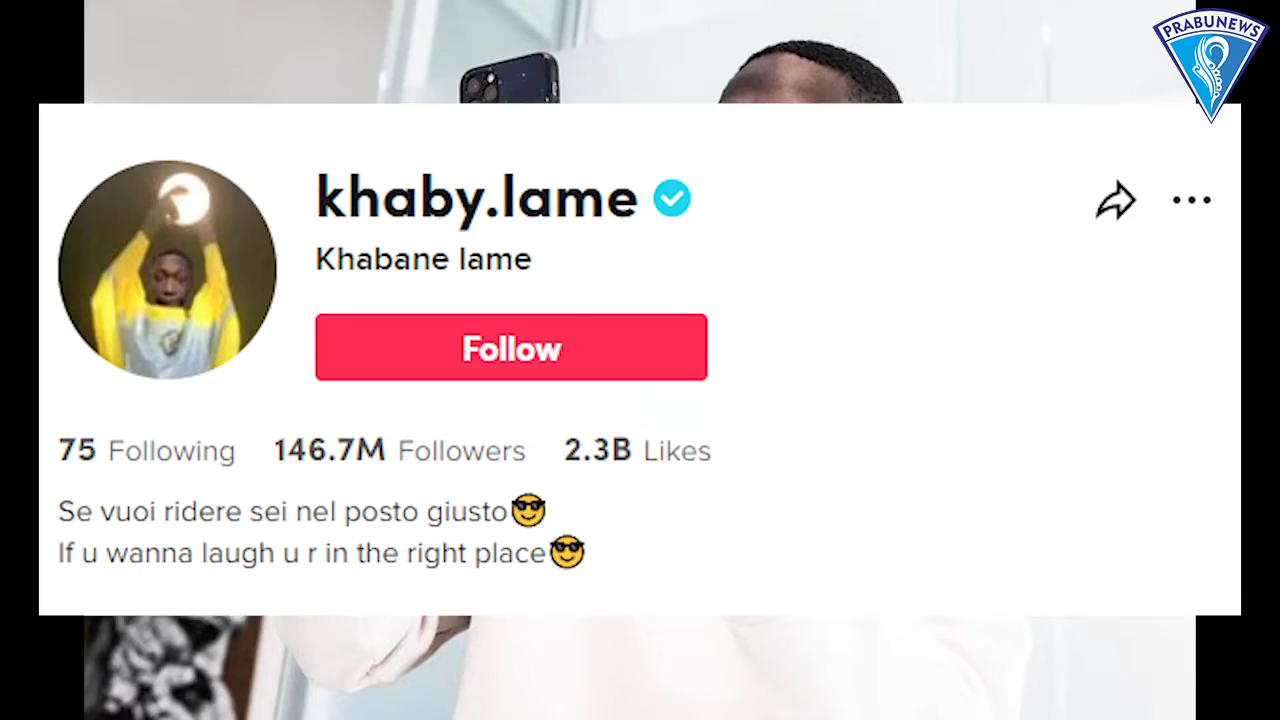 PRABUNEWS
khaby.lame
Khabane lame
Follow
75 Following 146.7M Followers 2.3B Likes
Se vuoi ridere sei nel posto giusto😎
If u wanna laugh u r in the right place😎